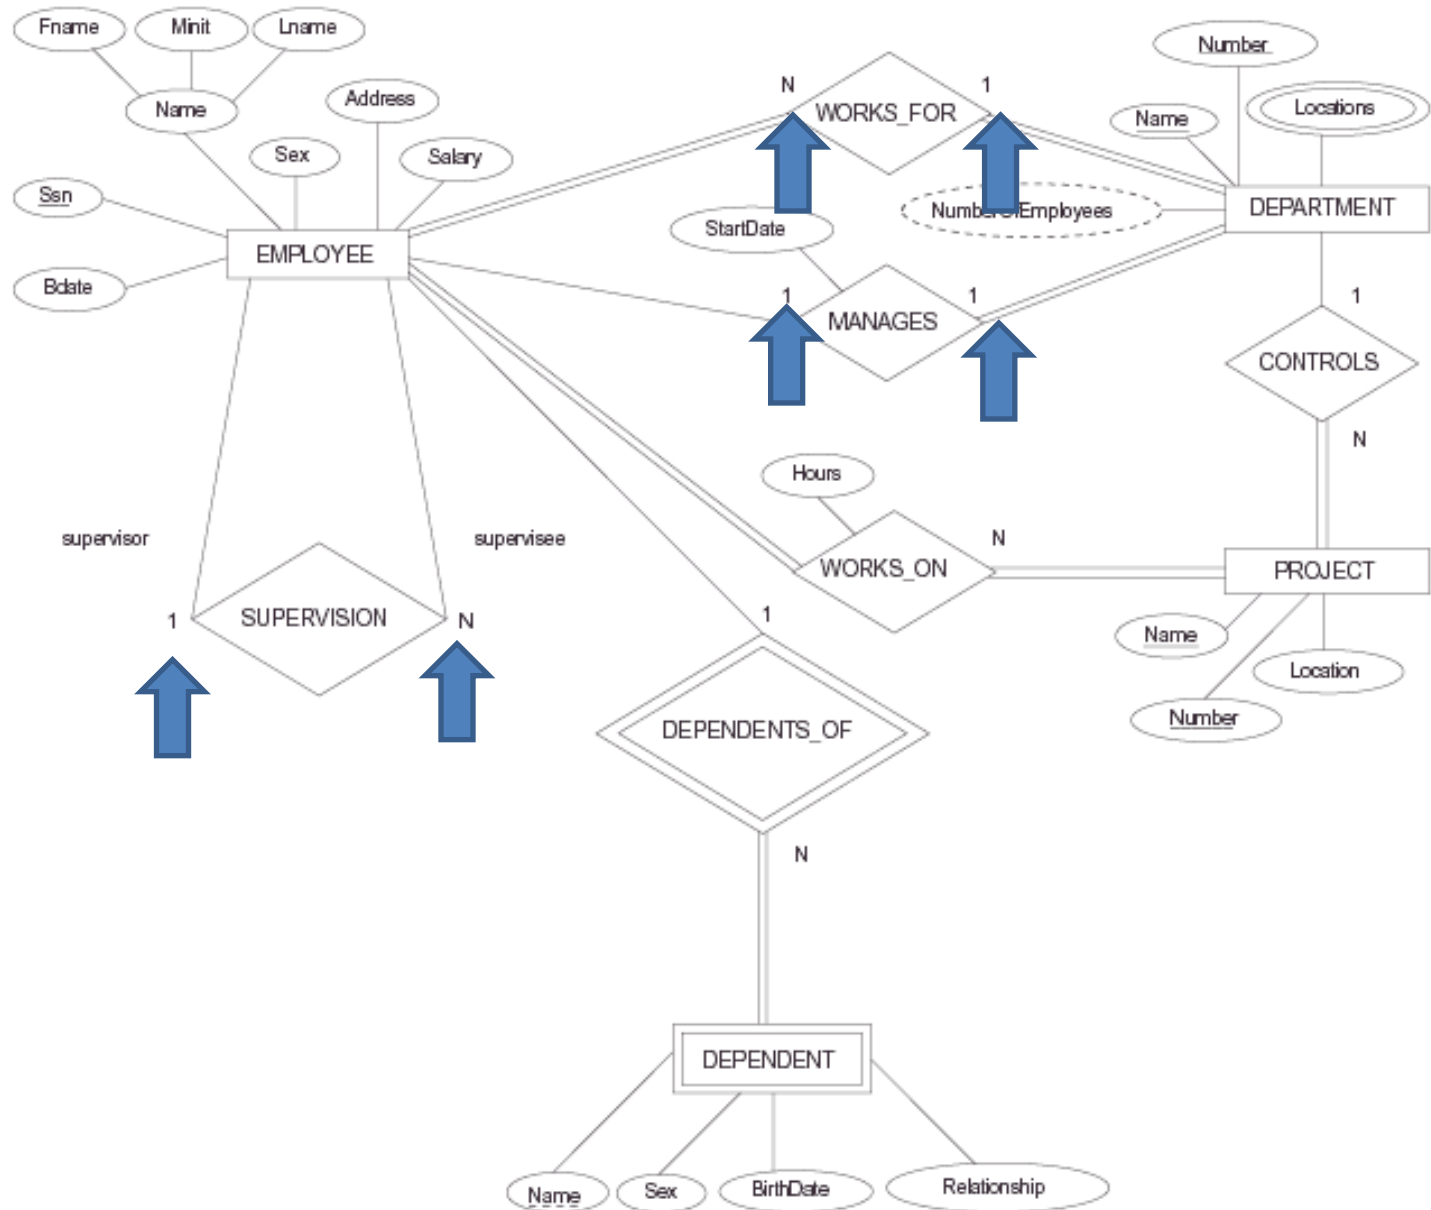 Fname
Minit
Lname
Name
Address
Sex
Salary
Ssn
Bdate
EMPLOYEE
N
WORKS_FOR
1
Number
Locations
Name
Employees
DEPARTMENT
StartDate
1
MANAGES
1
1
CONTROLS
N
Hours
WORKS_ON
N
PROJECT
Name
Location
Number
supervisor
supervisee
1
SUPERVISION
N
1
DEPENDENTS_OF
N
DEPENDENT
Name
Sex
BirthDate
Relationship